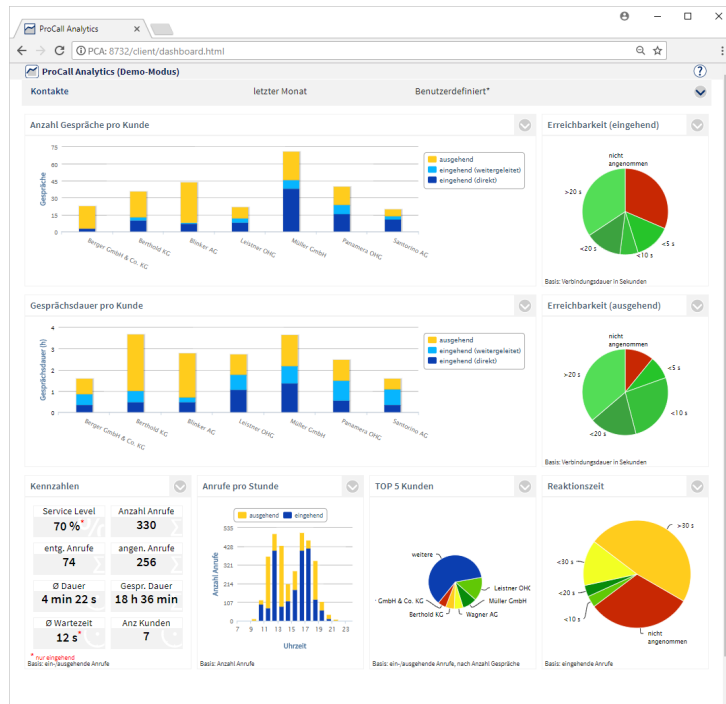 ProCall Analytics
PCA: 8732/client/dashboard.html
ProCall Analytics (Demo-Modus)
?
Kontakte
letzter Monat
Benutzerdefiniert*
Anzahl Gespräche pro Kunde
75
60
45
30
15
0
Gespräche
ausgehend
eingehend (weitergeleitet)
eingehend (direkt)
Berger GmbH & Co. KG
Berthold KG
Blinker AG
Leistner OHG
Müller GmbH
Panamera OHG
Santorino AG
Erreichbarkeit (eingehend)
nicht
angenommen
>20 s
<5 s
<20 s
<10 s
Basis: Verbindungsdauer in Sekunden
Gesprächsdauer pro Kunde
4
3
2
1
0
Gesprächsdauer (h)
ausgehend
eingehend (weitergeleitet)
eingehend (direkt)
Berger GmbH & Co. KG
Berthold KG
Blinker AG
Leistner OHG
Müller GmbH
Panamera OHG
Santorino AG
Erreichbarkeit (ausgehend)
nicht
angenommen
>20 s
<5 s
<10 s
<20 s
Basis: Verbindungsdauer in Sekunden
Kennzahlen
Service Level
70 %*
Anzahl Anrufe
330
entg. Anrufe
74
angen. Anrufe
256
Ø Dauer
4 min 22 s
Gespr. Dauer
18 h 36 min
Ø Wartezeit
12 s*
Anz Kunden
7
* nur eingehend
Basis: ein-/ausgehende Anrufe
Anrufe pro Stunde
ausgehend eingehend
535
428
321
214
107
0
Anzahl Anrufe
7 9 11 13 15 17 19 21 23
Uhrzeit
Basis: Anzahl Anrufe
TOP 5 Kunden
weitere
Leistner OHG
GmbH & Co. KG
Müller GmbH
Berthold KG
Wagner AG
Basis: ein-/ausgehende Anrufe, nach Anzahl Gespräche
Reaktionszeit
>30 s
<30 s
<20 s
<10 s
nicht
angenommen
Basis: eingehende Anrufe